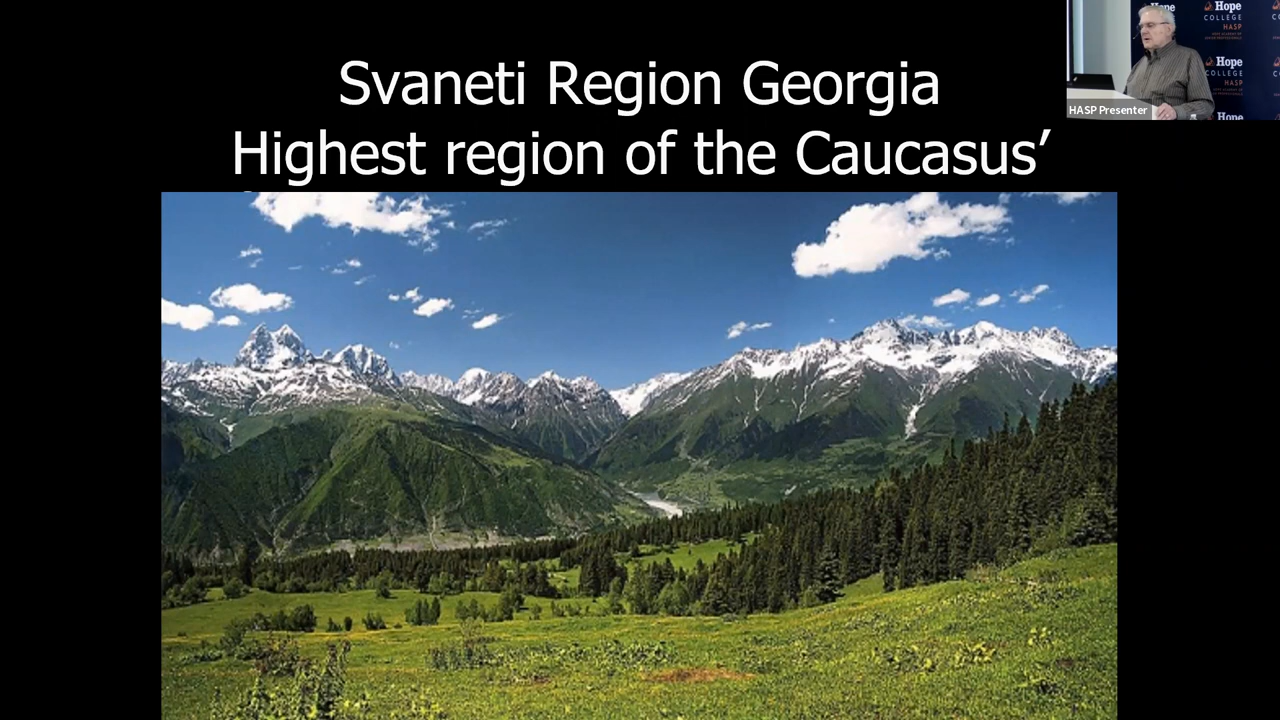 Svaneti Region Georgia
Highest region of the Caucasus’
Hope
COLLEGE
HASP
Hope
COLLEGE
HASP
Hope
HASP Presenter